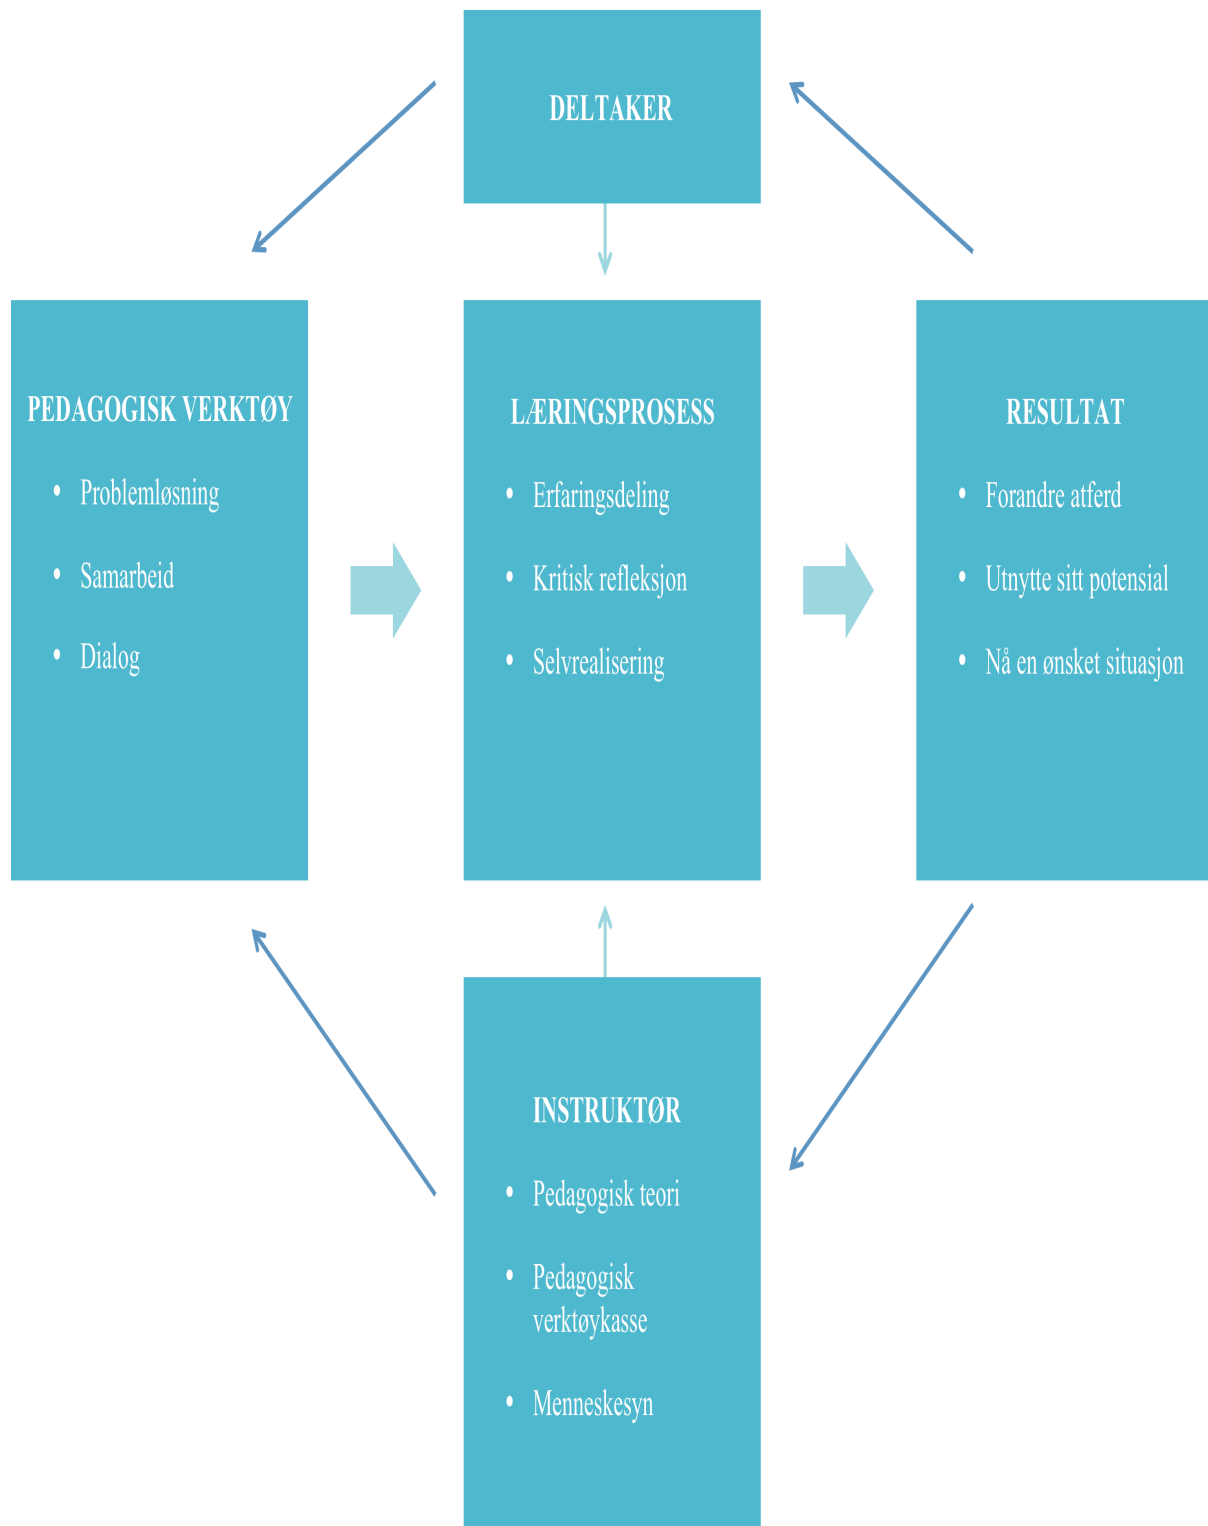 DELTAKER
PEDAGOGISK VERKTØY
• Problemløsning
• Samarbeid
• Dialog
LÆRINGSPROSESS
• Erfaringsdeling
• Kritisk refleksjon
• Selvrealisering
RESULTAT
• Forandre atferd
• Utnytte sitt potensial
• Nå en ønsket situasjon
INSTRUKTØR
• Pedagogisk teori
• Pedagogisk
verktøykasse
• Menneskesyn